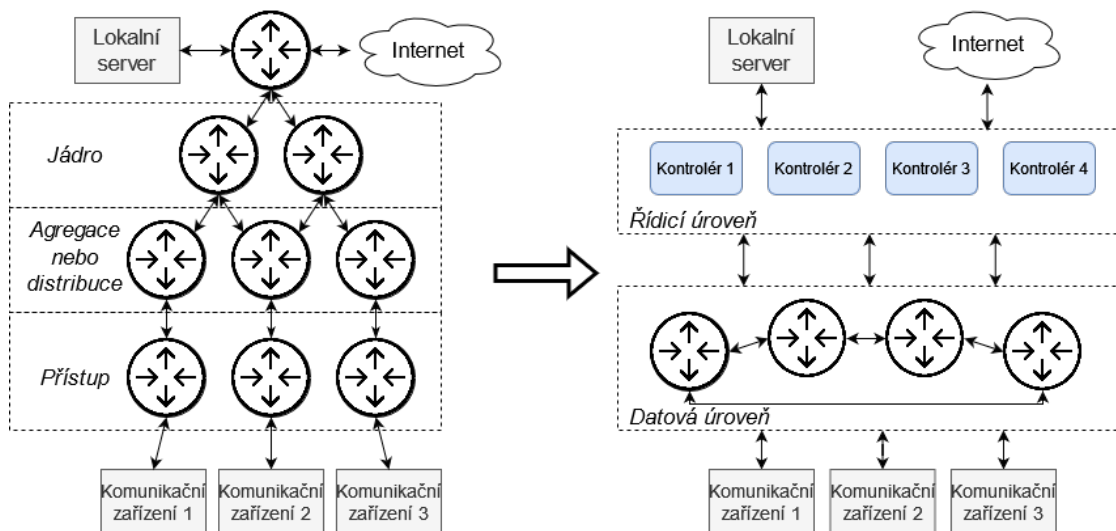 Lokalní
server
Internet
Jádro
Agregace
nebo
distribuce
Přístup
Komunikační
zařízení 1
Komunikační
zařízení 2
Komunikační
zařízení 3
Lokalní
server
Internet
Kontrolér 1
Kontrolér 2
Kontrolér 3
Kontrolér 4
Řídicí úroveň
Datová úroveň
Komunikační
zařízení 1
Komunikační
zařízení 2
Komunikační
zařízení 3